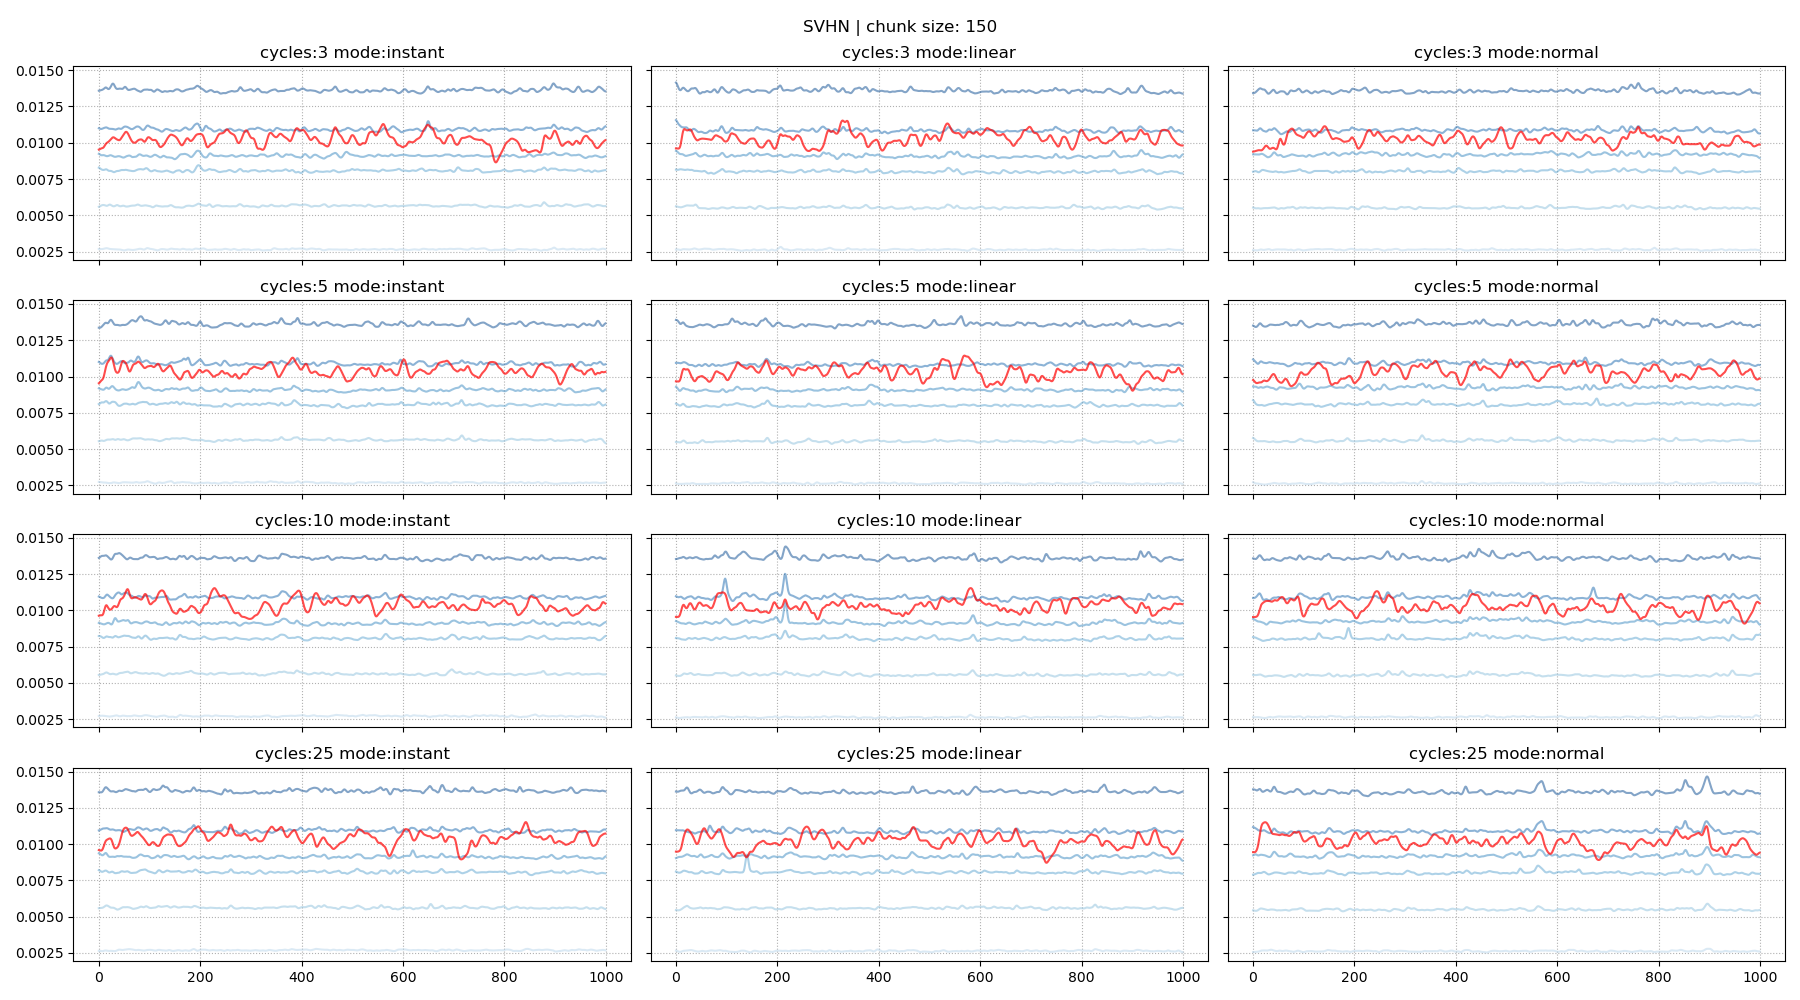 SVHN | chunk size: 150
cycles:3 mode:instant
cycles:3 mode:linear
cycles:3 mode:normal
0.0150
0.0125
0.0100
0.0075
0.0050
0.0025
cycles:5 mode:instant
cycles:5 mode:linear
cycles:5 mode:normal
0.0150
0.0125
0.0100
0.0075
0.0050
0.0025
cycles:10 mode:instant
cycles:10 mode:linear
cycles:10 mode:normal
0.0150
0.0125
0.0100
0.0075
0.0050
0.0025
cycles:25 mode:instant
cycles:25 mode:linear
cycles:25 mode:normal
0.0150
0.0125
0.0100
0.0075
0.0050
0.0025
0 200 400 600 800 1000
0 200 400 600 800 1000
0 200 400 600 800 1000